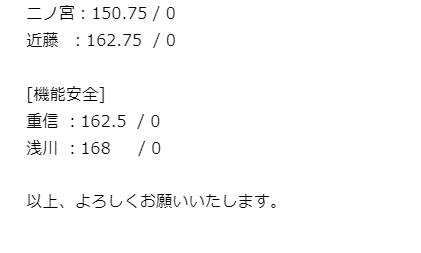 二ノ宮：150.75 / 0
近藤　：162.75 / 0
[機能安全]
重信 ：162.5  / 0
浅川 ：168     / 0
以上、よろしくお願いいたします。